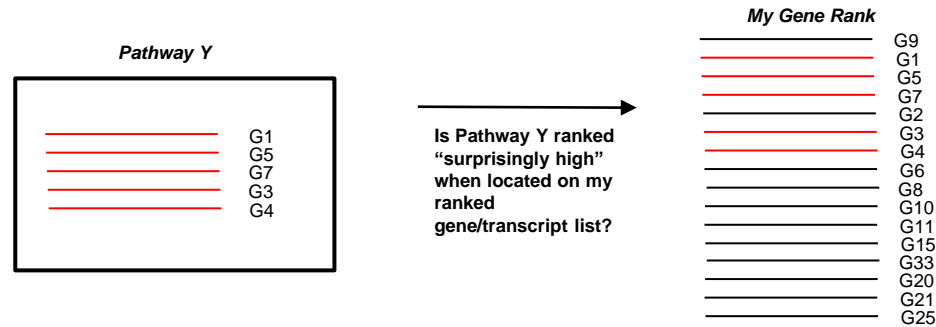 Pathway Y
G1
G5
G7
G3
G4
Is Pathway Y ranked
“surprisingly high”
when located on my
ranked
gene/transcript list?
My Gene Rank
G9
G1
G5
G7
G2
G3
G4
G6
G8
G10
G11
G15
G33
G20
G21
G25